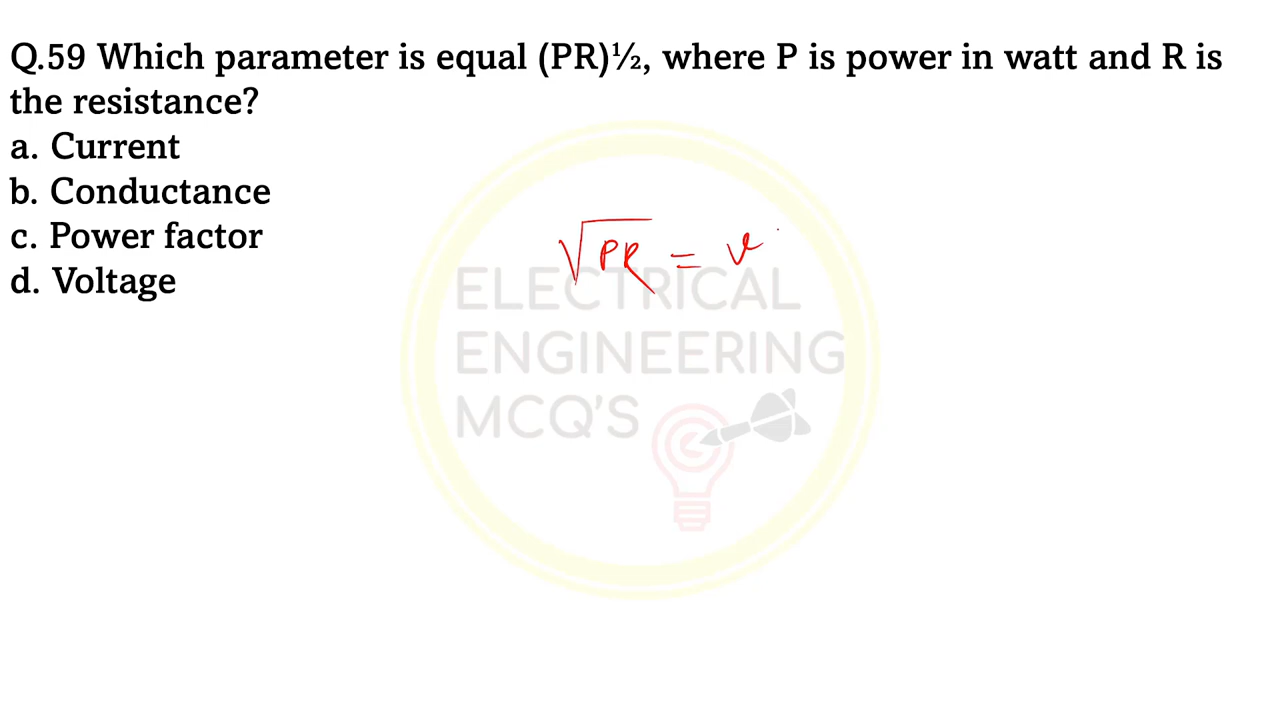 Q.59 Which parameter is equal (PR)½, where P is power in watt and R is
the resistance?
a. Current
b. Conductance
c. Power factor
d. Voltage
√PR = v
ELECTRICAL
ENGINEERING
MCQ'S